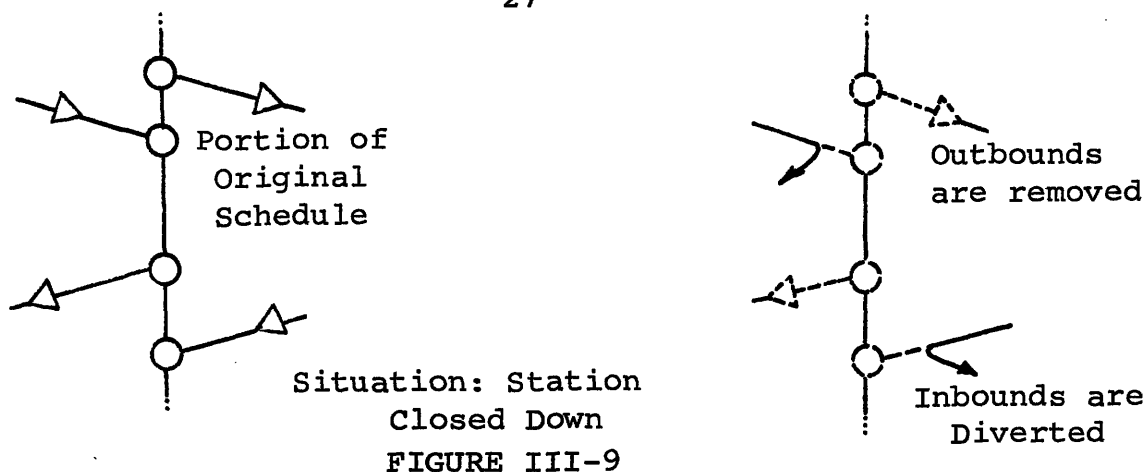 27
Portion of
Original
Schedule
Outbounds
are removed
Situation: Station
Closed Down
FIGURE III-9
Inbounds are
Diverted